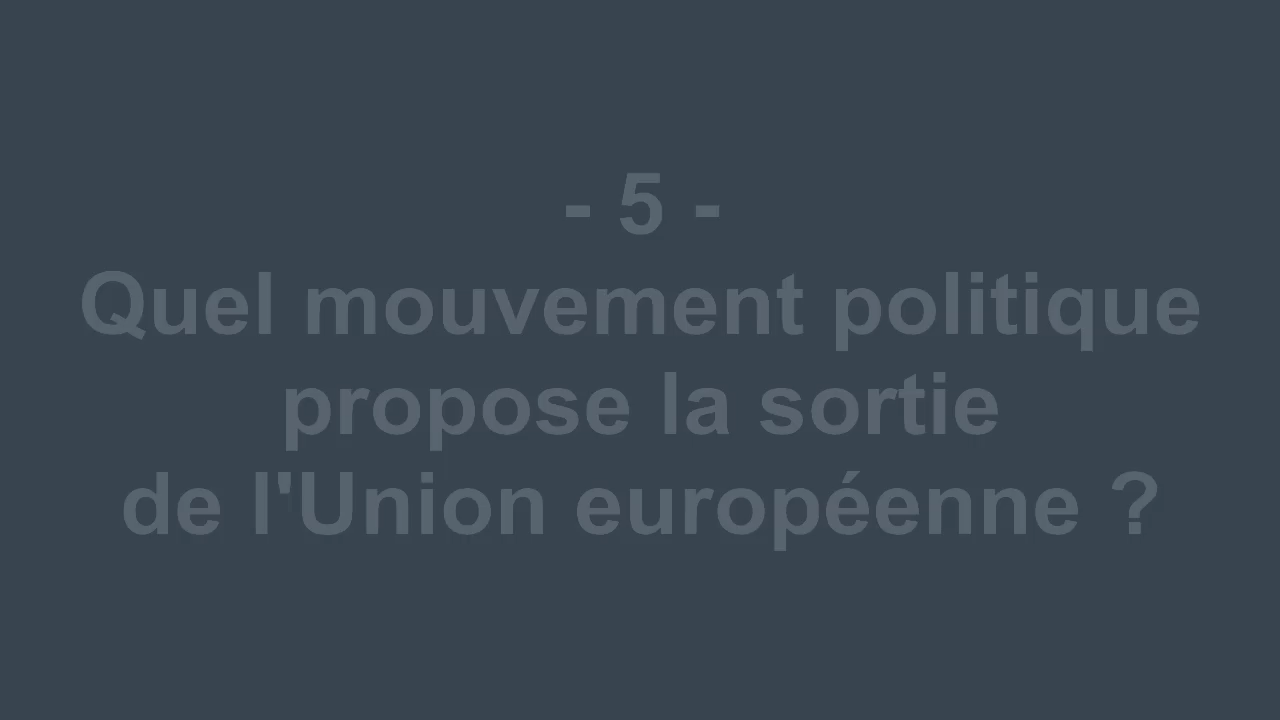 - 5 -
Quel mouvement politique
propose la sortie
de l'Union européenne ?